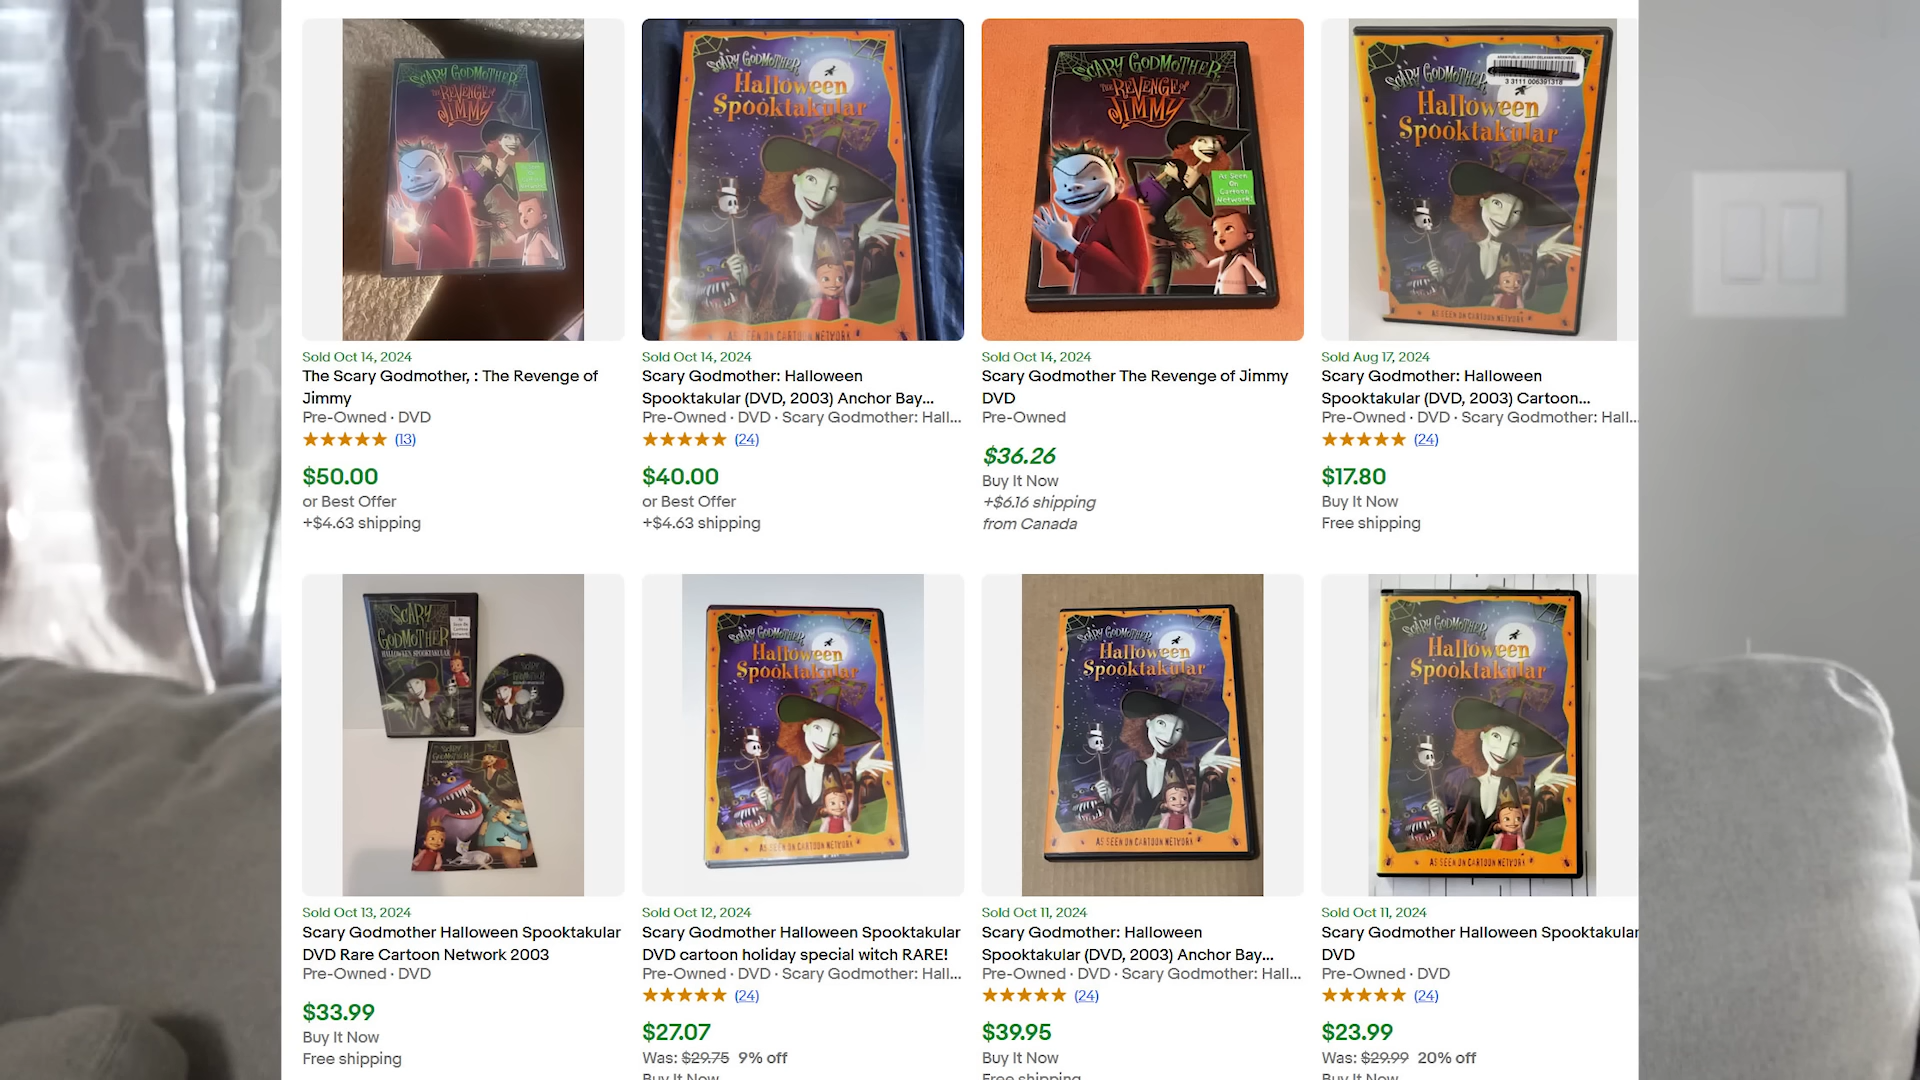 SCARY GODMOTHER
THE REVENGE of JIMMY
SCARY GODMOTHER
Halloween
Spooktakular
AS SEEN ON CARTOON NETWORK
SCARY GODMOTHER
THE REVENGE of JIMMY
As Seen
On
Cartoon
Network
SCARY GODMOTHER
Halloween
Spooktakular
3 3111 006391318
AS SEEN ON CARTOON NETWORK
Sold Oct 14, 2024
The Scary Godmother, : The Revenge of
Jimmy
Pre-Owned · DVD
(13)
$50.00
or Best Offer
+$4.63 shipping
Sold Oct 14, 2024
Scary Godmother: Halloween
Spooktakular (DVD, 2003) Anchor Bay...
Pre-Owned · DVD · Scary Godmother: Hall...
(24)
$40.00
or Best Offer
+$4.63 shipping
Sold Oct 14, 2024
Scary Godmother The Revenge of Jimmy
DVD
Pre-Owned
$36.26
Buy It Now
+$6.16 shipping
from Canada
Sold Aug 17, 2024
Scary Godmother: Halloween
Spooktakular (DVD, 2003) Cartoon...
Pre-Owned · DVD · Scary Godmother: Hall...
(24)
$17.80
Buy It Now
Free shipping
SCARY
GODMOTHER
HALLOWEEN SPOOKTAKULAR
SCARY GODMOTHER
Halloween
Spooktakular
AS SEEN ON CARTOON NETWORK
SCARY GODMOTHER
Halloween
Spooktakular
AS SEEN ON CARTOON NETWORK
SCARY GODMOTHER
Halloween
Spooktakular
AS SEEN ON CARTOON NETWORK
Sold Oct 13, 2024
Scary Godmother Halloween Spooktakular
DVD Rare Cartoon Network 2003
Pre-Owned · DVD
$33.99
Buy It Now
Free shipping
Sold Oct 12, 2024
Scary Godmother Halloween Spooktakular
DVD cartoon holiday special witch RARE!
Pre-Owned · DVD · Scary Godmother: Hall...
(24)
$27.07
Was: $29.75 9% off
Buy It Now
Sold Oct 11, 2024
Scary Godmother: Halloween
Spooktakular (DVD, 2003) Anchor Bay...
Pre-Owned · DVD · Scary Godmother: Hall...
(24)
$39.95
Buy It Now
Free shipping
Sold Oct 11, 2024
Scary Godmother Halloween Spooktakular
DVD
Pre-Owned · DVD
(24)
$23.99
Was: $29.99 20% off
Buy It Now